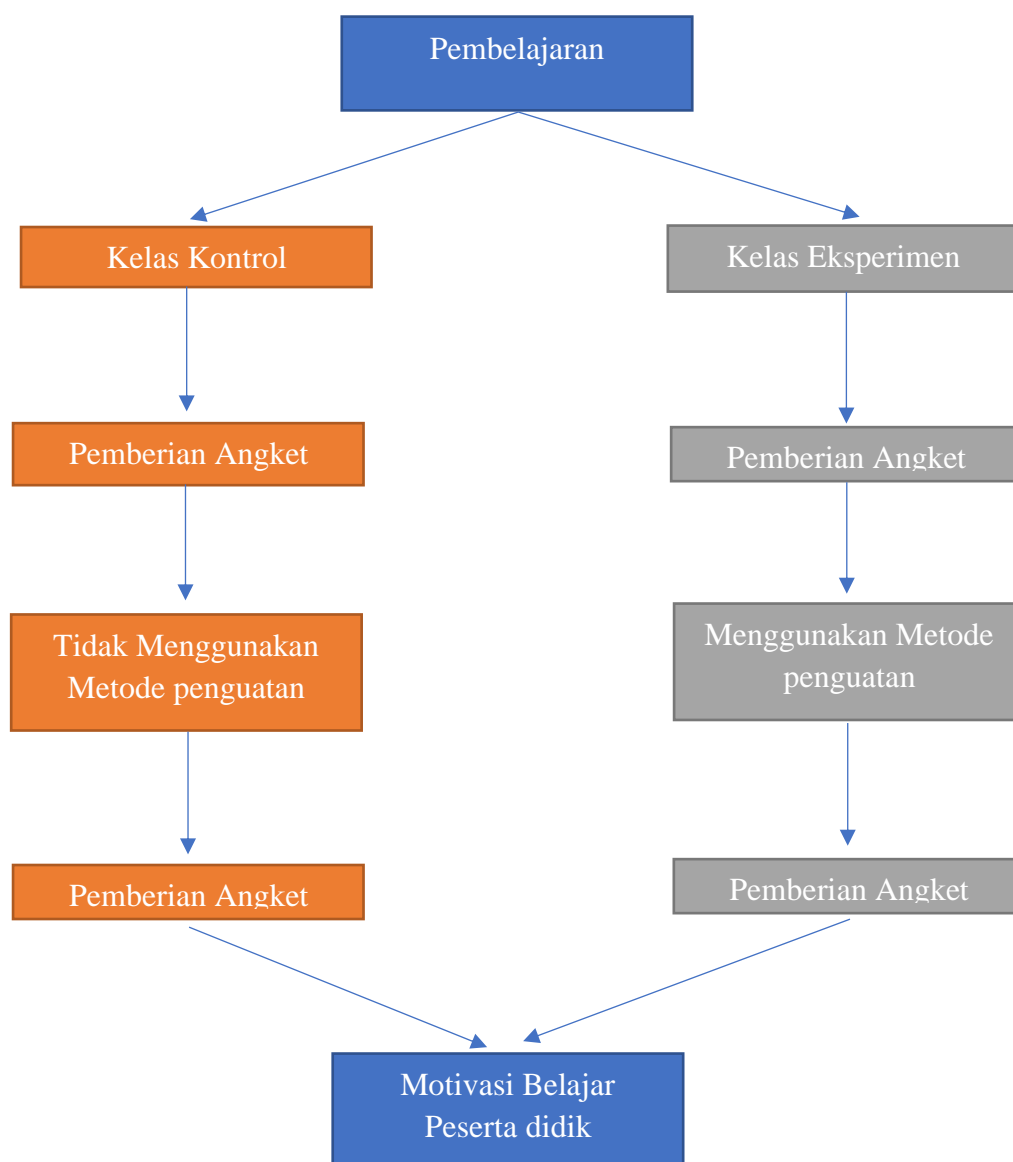 Pembelajaran
Kelas Kontrol
Kelas Eksperimen
Pemberian Angket
Pemberian Angket
Tidak Menggunakan
Metode penguatan
Menggunakan Metode
penguatan
Pemberian Angket
Pemberian Angket
Motivasi Belajar
Peserta didik